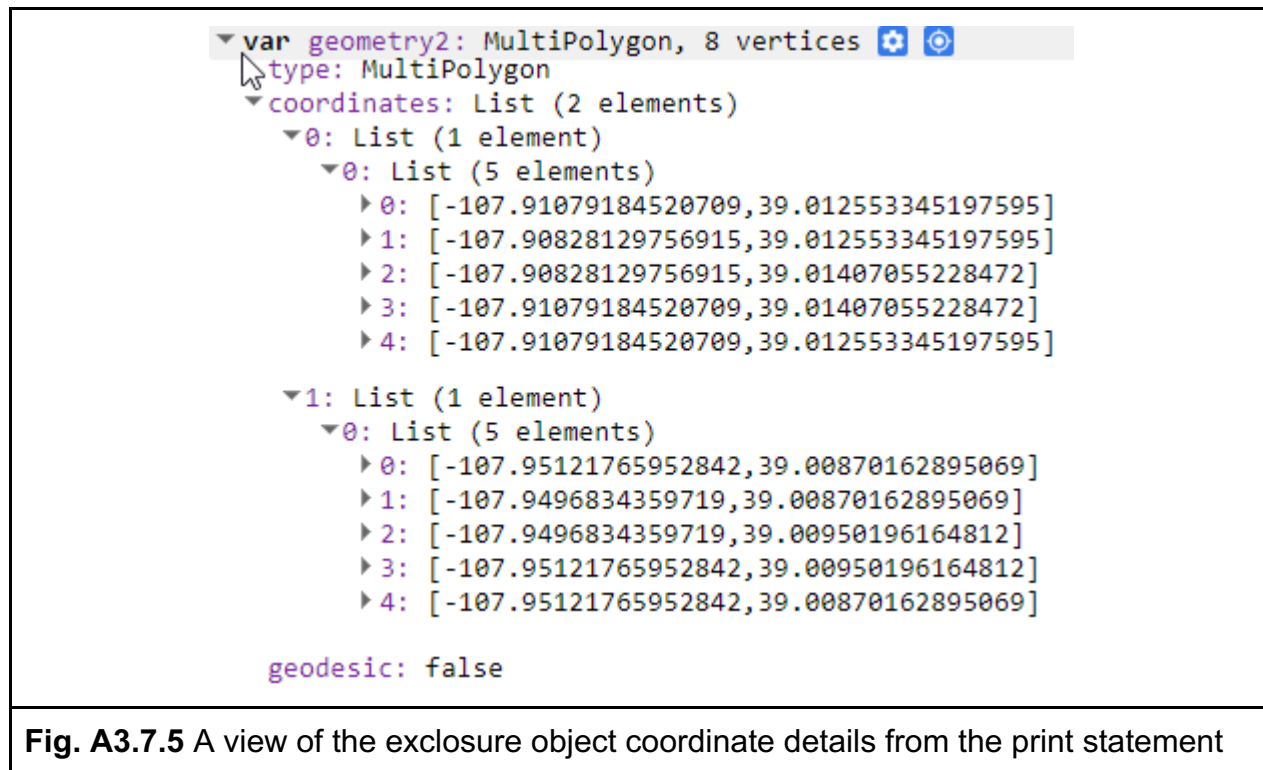 var geometry2: MultiPolygon, 8 vertices
type: MultiPolygon
coordinates: List (2 elements)
0: List (1 element)
0: List (5 elements)
0: [-107.91079184520709,39.012553345197595]
1: [-107.90828129756915,39.012553345197595]
2: [-107.90828129756915,39.01407055228472]
3: [-107.91079184520709,39.01407055228472]
4: [-107.91079184520709,39.012553345197595]
1: List (1 element)
0: List (5 elements)
0: [-107.95121765952842,39.00870162895069]
1: [-107.9496834359719,39.00870162895069]
2: [-107.9496834359719,39.00950196164812]
3: [-107.95121765952842,39.00950196164812]
4: [-107.95121765952842,39.00870162895069]
geodesic: false
Fig. A3.7.5 A view of the exclosure object coordinate details from the print statement